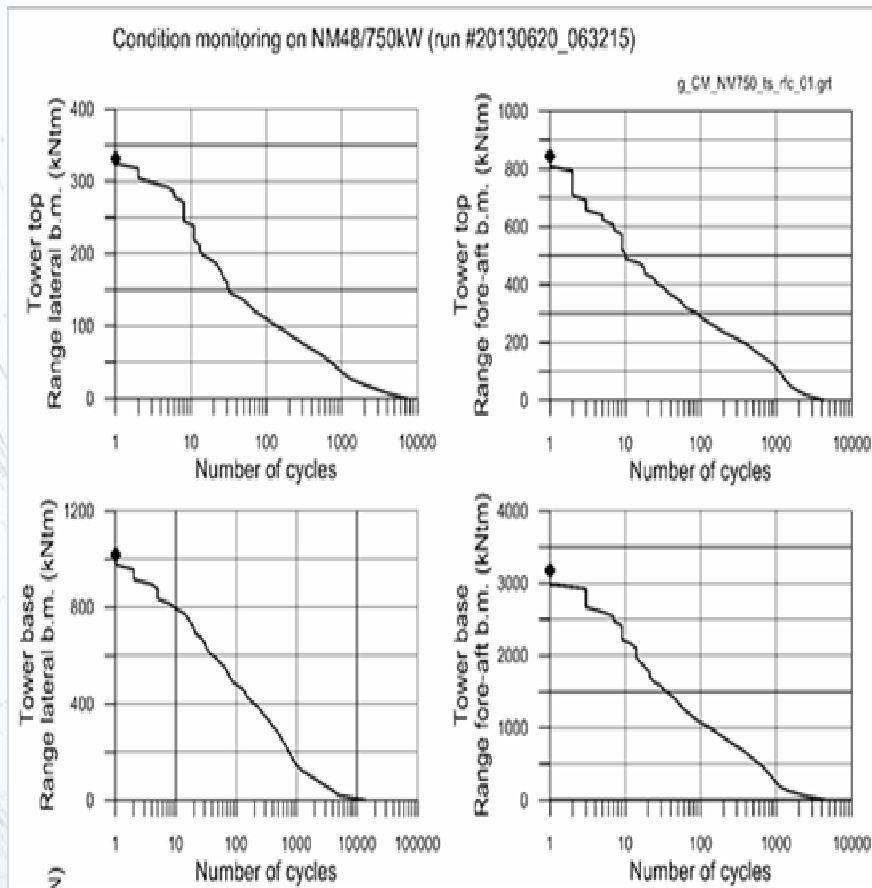 Condition monitoring on NM48/750kW (run #20130620_063215)
g_CM_NM750_ts_rfc_01.grt
Tower top
Range lateral b.m. (kNtm)
400
300
200
100
0
1 10 100 1000 10000
Number of cycles
Tower top
Range fore-aft b.m. (kNtm)
1000
800
600
400
200
0
1 10 100 1000 10000
Number of cycles
Tower base
Range lateral b.m. (kNtm)
1200
800
400
0
1 10 100 1000 10000 100000
Number of cycles
Tower base
Range fore-aft b.m. (kNtm)
4000
3000
2000
1000
0
1 10 100 1000 10000
Number of cycles